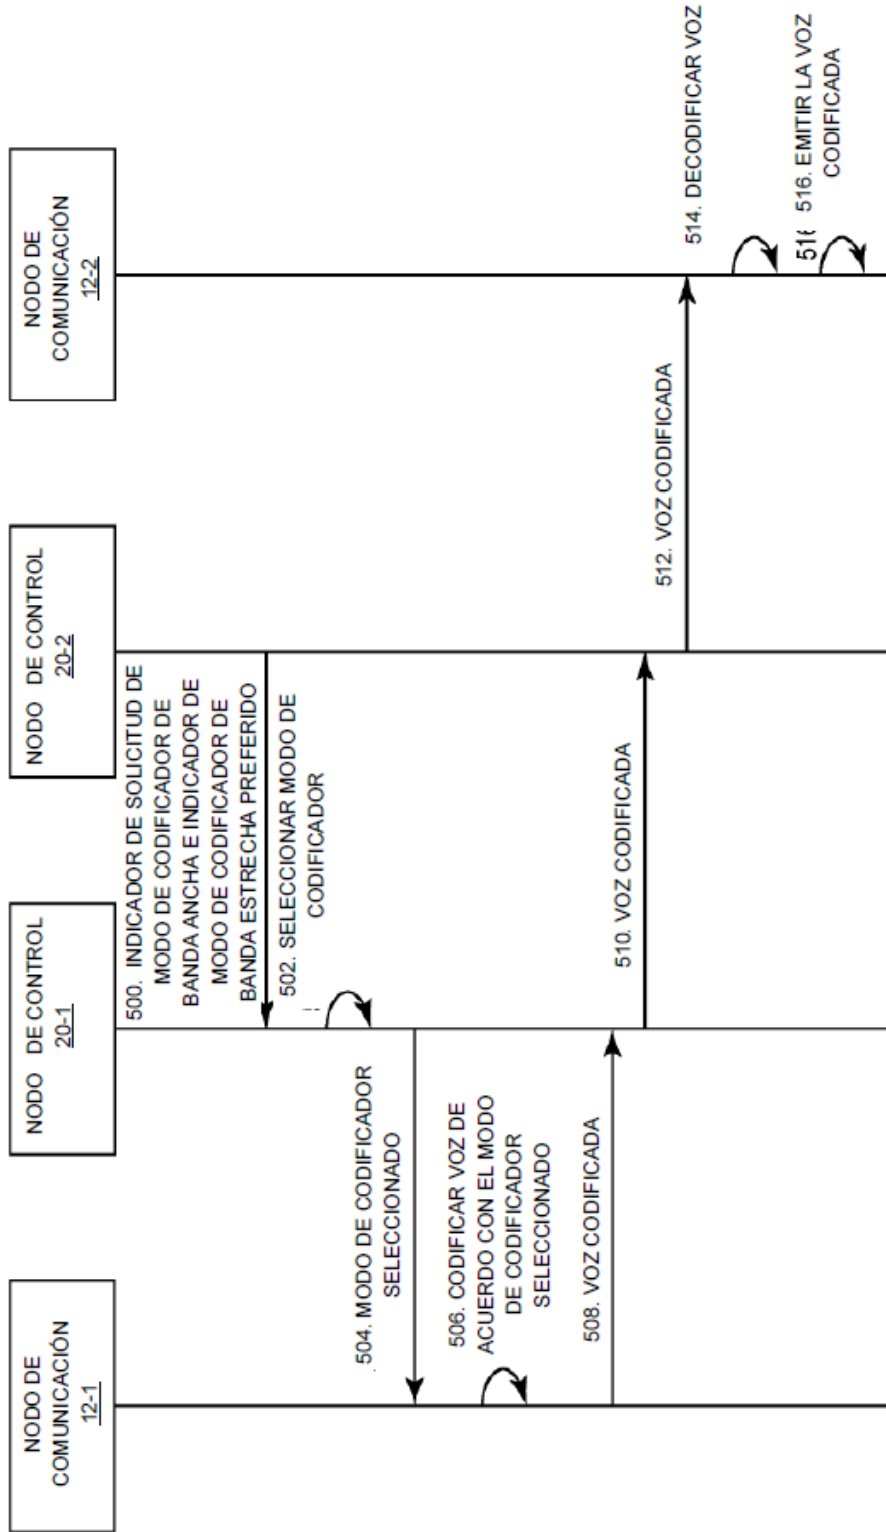 NODO DE
COMUNICACIÓN
12-1
NODO DE CONTROL
20-1
NODO DE CONTROL
20-2
NODO DE
COMUNICACIÓN
12-2
500. INDICADOR DE SOLICITUD DE
MODO DE CODIFICADOR DE
BANDA ANCHA E INDICADOR DE
MODO DE CODIFICADOR DE
BANDA ESTRECHA PREFERIDO
502. SELECCIONAR MODO DE
CODIFICADOR
504. MODO DE CODIFICADOR
SELECCIONADO
506. CODIFICAR VOZ DE
ACUERDO CON EL MODO
DE CODIFICADOR
SELECCIONADO
508. VOZ CODIFICADA
510. VOZ CODIFICADA
512. VOZ CODIFICADA
514. DECODIFICAR VOZ
516. EMITIR LA VOZ
CODIFICADA